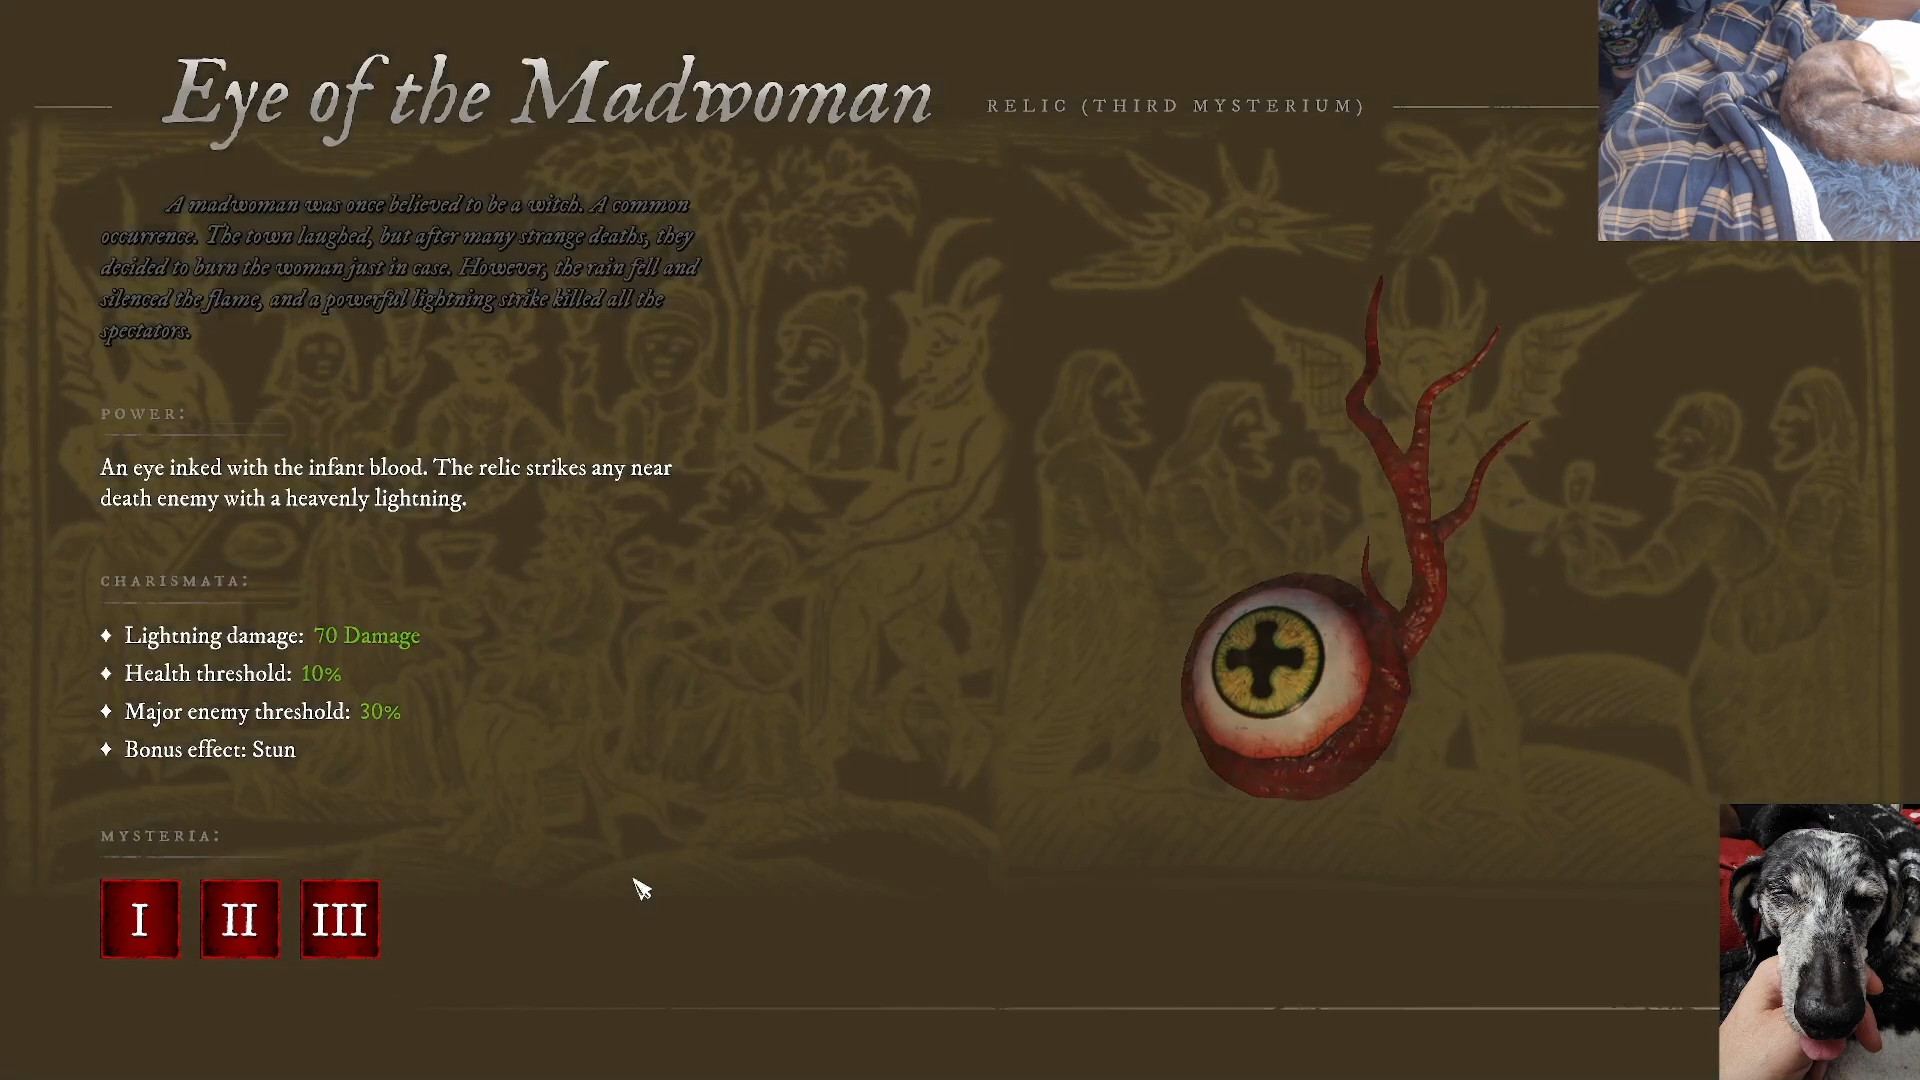 Eye of the Madwoman
RELIC (THIRD MYSTERIUM)
A madwoman was once believed to be a witch. A common
occurrence. The town laughed, but after many strange deaths, they
decided to burn the woman just in case. However, the rain fell and
silenced the flame, and a powerful lightning strike killed all the
spectators.
POWER:
An eye inked with the infant blood. The relic strikes any near
death enemy with a heavenly lightning.
CHARISMATA:
♦ Lightning damage: 70 Damage
♦ Health threshold: 10%
♦ Major enemy threshold: 30%
♦ Bonus effect: Stun
MYSTERIA:
I II III